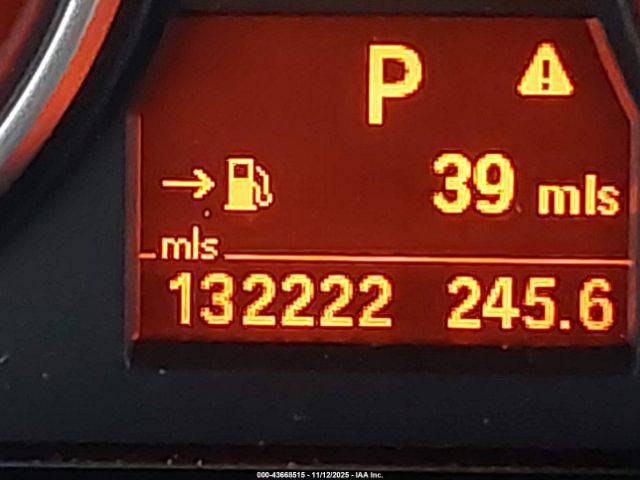 P
39 mls
mls
132222 245.6
000-43668515 - 11/12/2025 - IAA Inc.